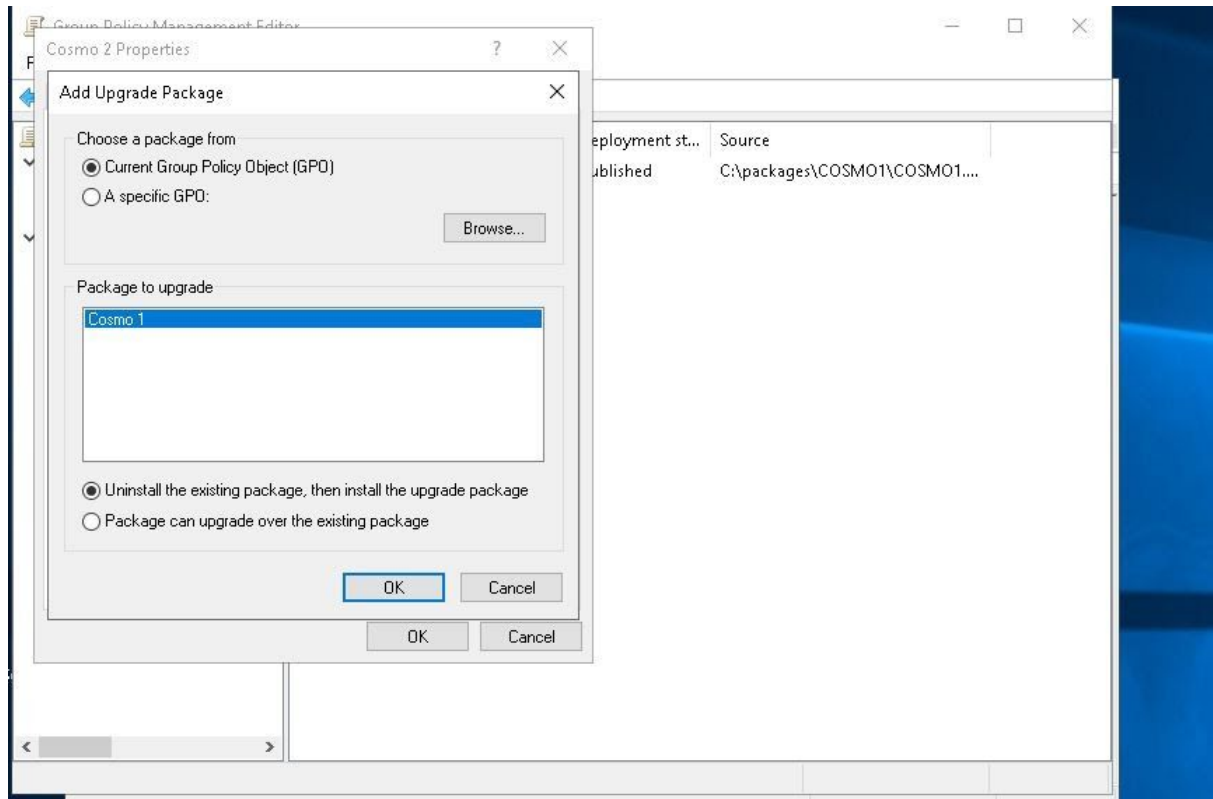 Group Policy Management Editor
Cosmo 2 Properties
Add Upgrade Package
Choose a package from
Current Group Policy Object (GPO)
A specific GPO:
Browse...
Package to upgrade
Cosmo 1
Uninstall the existing package, then install the upgrade package
Package can upgrade over the existing package
OK Cancel
OK Cancel
eployment st... Source
ublished C:\packages\COSMO1\COSMO1....